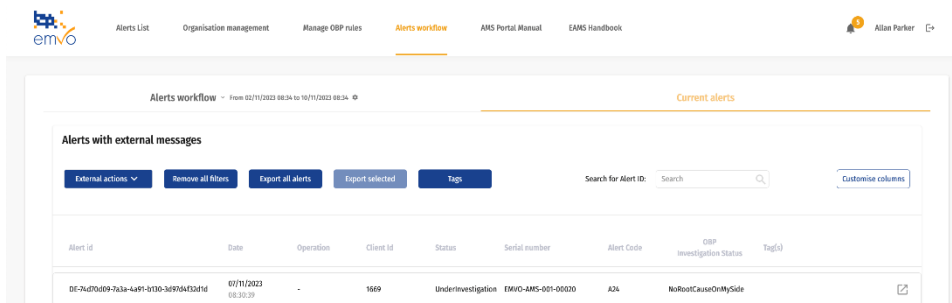 emvo
Alerts List Organisation management Manage OBP rules Alerts workflow AMS Portal Manual EAMS Handbook 5 Allan Parker
Alerts workflow - From 02/11/2023 08:34 to 10/11/2023 08:34 Current alerts
Alerts with external messages
External actions Remove all filters Export all alerts Export selected Tags Search for Alert ID: Search Customise columns
Alert id Date Operation Client Id Status Serial number Alert Code OBP Investigation Status Tag(s)
DE-74d70d09-7a3a-4a91-b130-3d97d4f32d1d 07/11/2023 08:30:39 - 1669 UnderInvestigation EMVO-AMS-001-00020 A24 NoRootCauseOnMySide